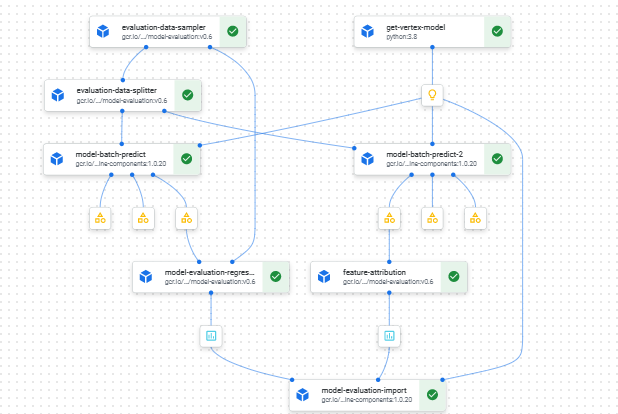 evaluation-data-sampler
gcr.io/.../model-evaluation:v0.6
get-vertex-model
python:3.8
evaluation-data-splitter
gcr.io/.../model-evaluation:v0.6
model-batch-predict
gcr.io/...ine-components:1.0.20
model-batch-predict-2
gcr.io/...ine-components:1.0.20
model-evaluation-regres...
gcr.io/.../model-evaluation:v0.6
feature-attribution
gcr.io/.../model-evaluation:v0.6
model-evaluation-import
gcr.io/...ine-components:1.0.20